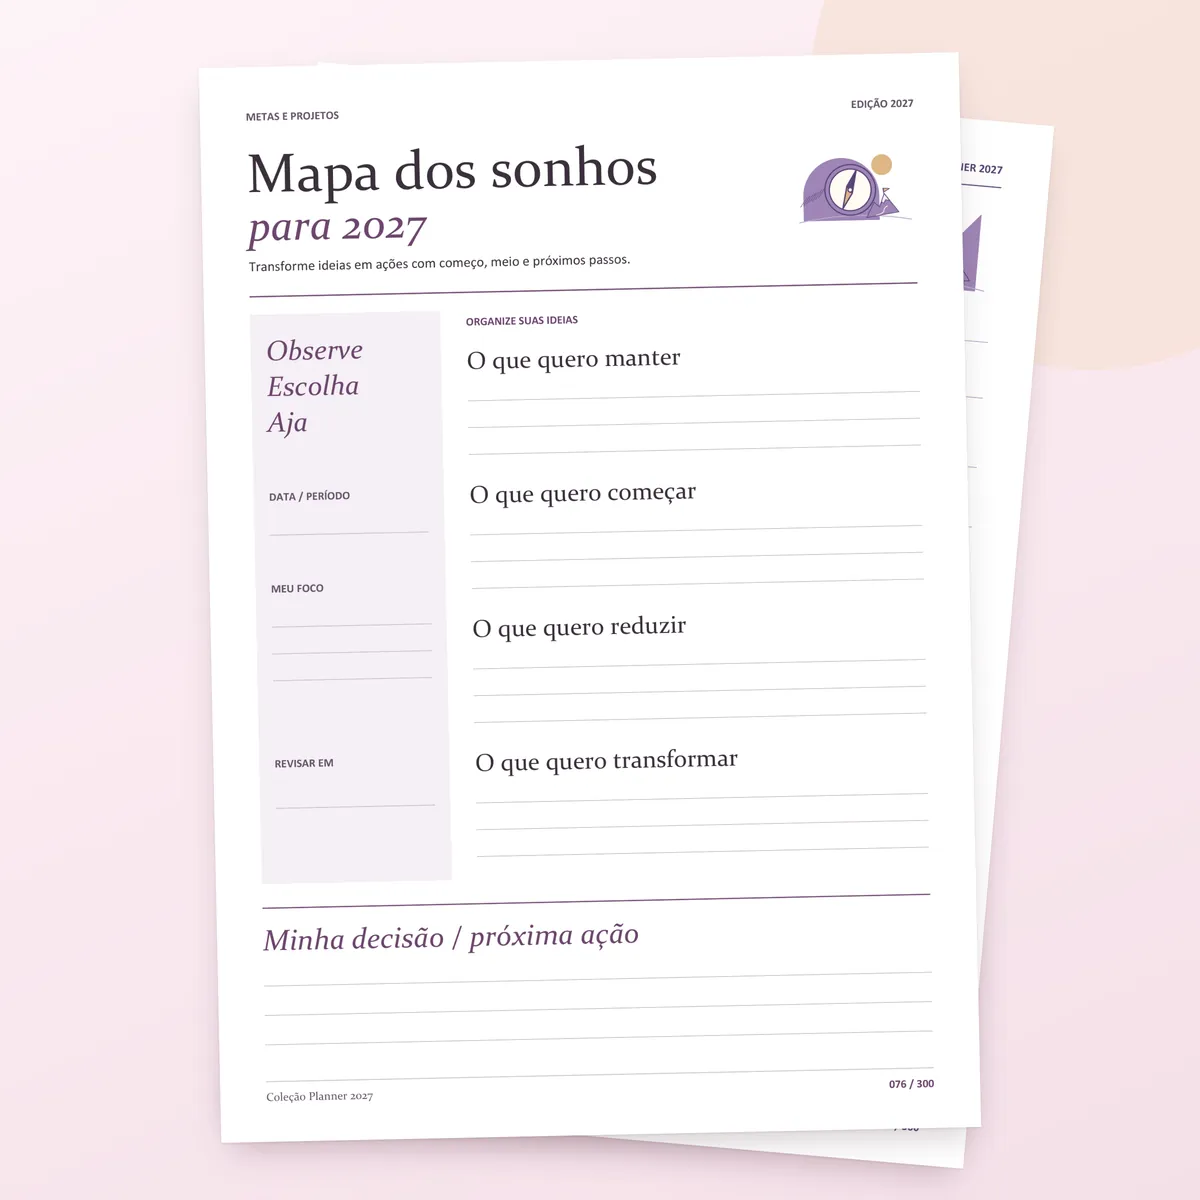 METAS E PROJETOS
EDIÇÃO 2027
Mapa dos sonhos
para 2027
Transforme ideias em ações com começo, meio e próximos passos.
Observe
Escolha
Aja
DATA / PERÍODO
MEU FOCO
REVISAR EM
ORGANIZE SUAS IDEIAS
O que quero manter
O que quero começar
O que quero reduzir
O que quero transformar
Minha decisão / próxima ação
Coleção Planner 2027
076 / 300
2027